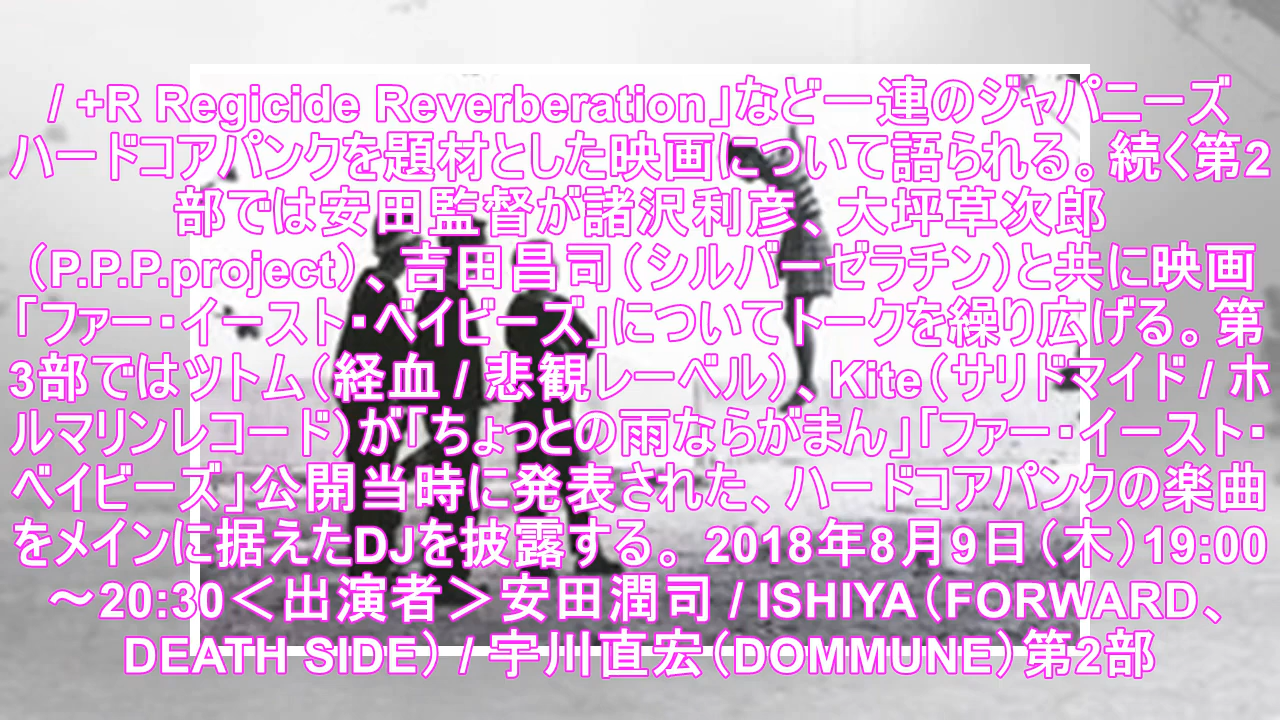 / +R Regicide Reverberation」など一連のジャパニーズ
ハードコアパンクを題材とした映画について語られる。続く第2
部では安田監督が諸沢利彦、大坪草次郎
（P.P.P.project）、吉田昌司（シルバーゼラチン）と共に映画
「ファー・イースト・ベイビーズ」についてトークを繰り広げる。第
3部ではツトム（経血 / 悲観レーベル）、Kite（サリドマイド / ホ
ルマリンレコード）が「ちょっとの雨ならがまん」「ファー・イースト・
ベイビーズ」公開当時に発表された、ハードコアパンクの楽曲
をメインに据えたDJを披露する。2018年8月9日（木）19:00
～20:30＜出演者＞安田潤司 / ISHIYA（FORWARD、
DEATH SIDE） / 宇川直宏（DOMMUNE）第2部